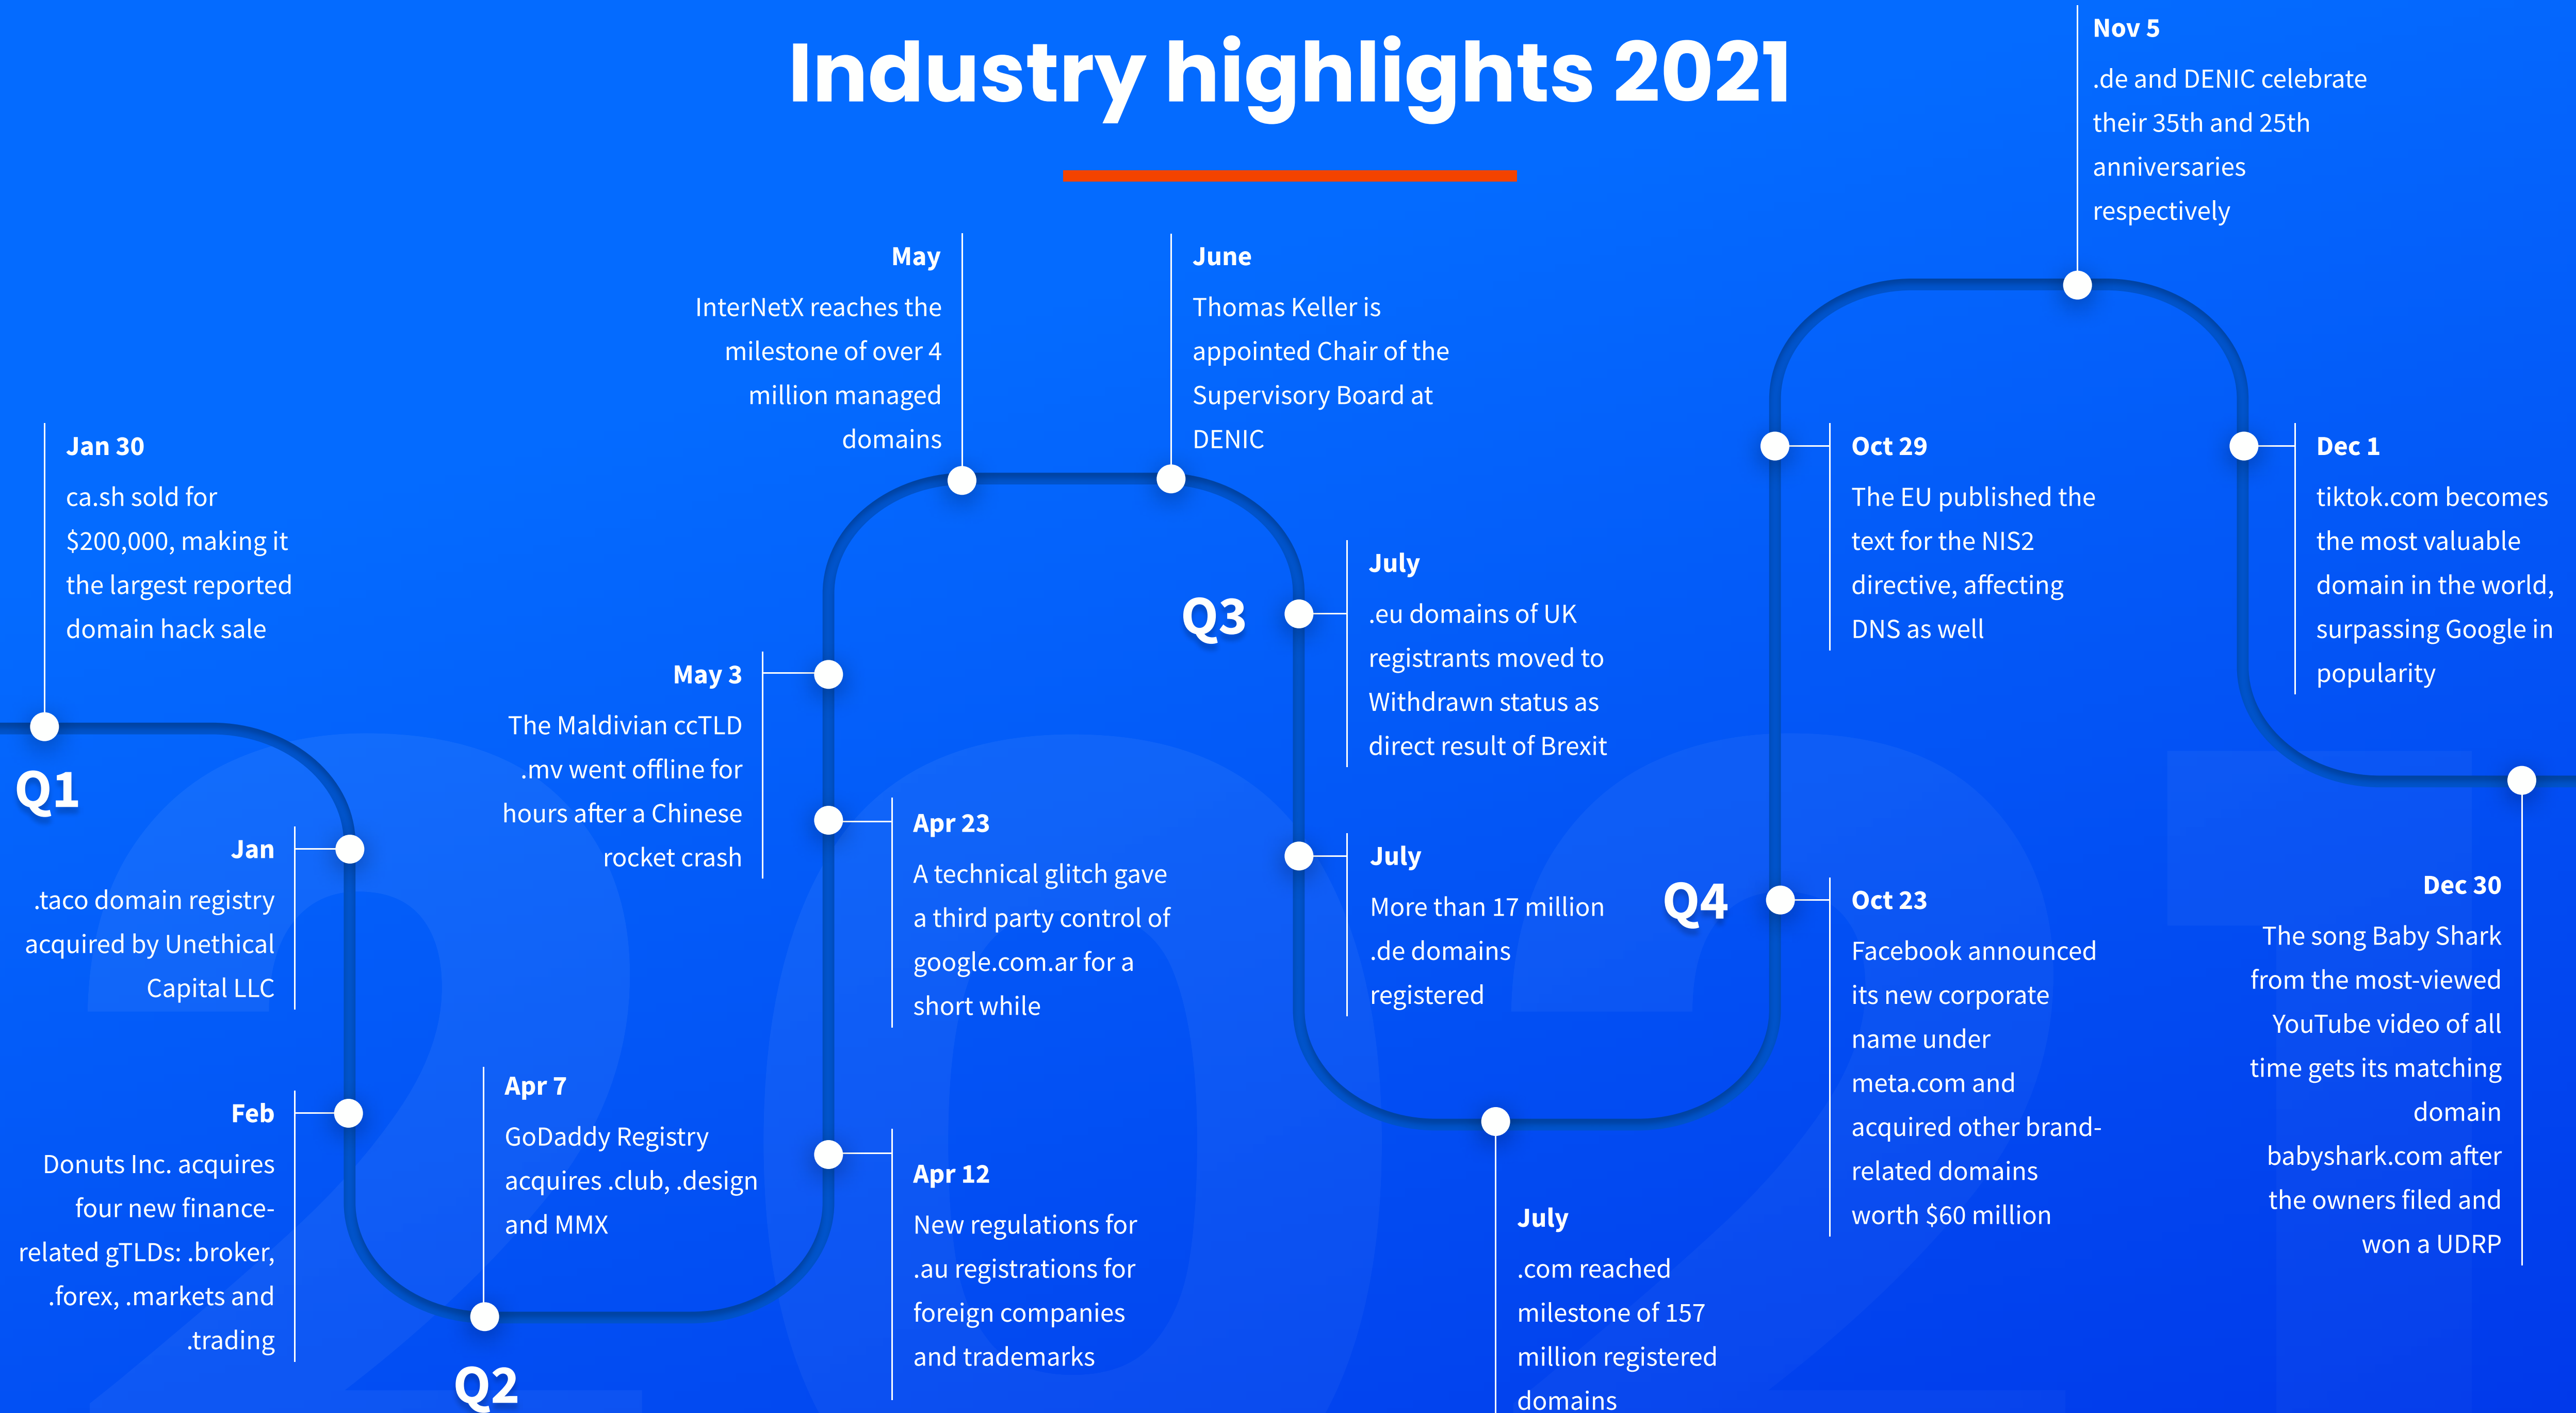 Industry highlights 2021
Jan 30
ca.sh sold for
$200,000, making it
the largest reported
domain hack sale
Q1
Jan
.taco domain registry
acquired by Unethical
Capital LLC
Feb
Donuts Inc. acquires
four new finance-
related gTLDs: .broker,
.forex, .markets and
.trading
Apr 7
GoDaddy Registry
acquires .club, .design
and MMX
Q2
Apr 12
New regulations for
.au registrations for
foreign companies
and trademarks
Apr 23
A technical glitch gave
a third party control of
google.com.ar for a
short while
May 3
The Maldivian ccTLD
.mv went offline for
hours after a Chinese
rocket crash
May
InterNetX reaches the
milestone of over 4
million managed
domains
June
Thomas Keller is
appointed Chair of the
Supervisory Board at
DENIC
Q3
July
.eu domains of UK
registrants moved to
Withdrawn status as
direct result of Brexit
July
More than 17 million
.de domains
registered
July
.com reached
milestone of 157
million registered
domains
Q4
Oct 23
Facebook announced
its new corporate
name under
meta.com and
acquired other brand-
related domains
worth $60 million
Oct 29
The EU published the
text for the NIS2
directive, affecting
DNS as well
Nov 5
.de and DENIC celebrate
their 35th and 25th
anniversaries
respectively
Dec 1
tiktok.com becomes
the most valuable
domain in the world,
surpassing Google in
popularity
Dec 30
The song Baby Shark
from the most-viewed
YouTube video of all
time gets its matching
domain
babyshark.com after
the owners filed and
won a UDRP
2021